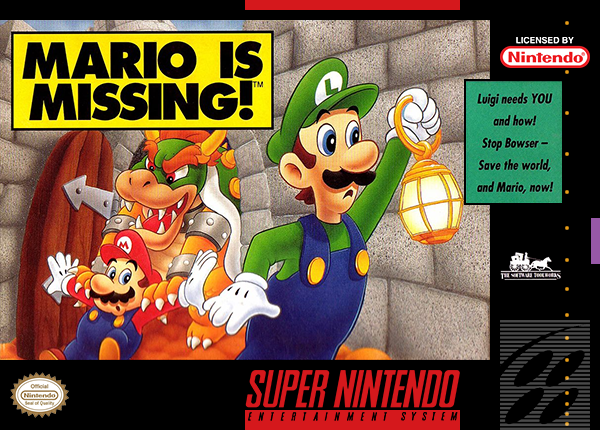 MARIO IS
MISSING!™
LICENSED BY
Nintendo®
Luigi needs YOU
and how!
Stop Bowser –
Save the world,
and Mario, now!
L
M
THE SOFTWARE TOOLWORKS
Official
Nintendo
Seal of Quality
SUPER NINTENDO
ENTERTAINMENT SYSTEM